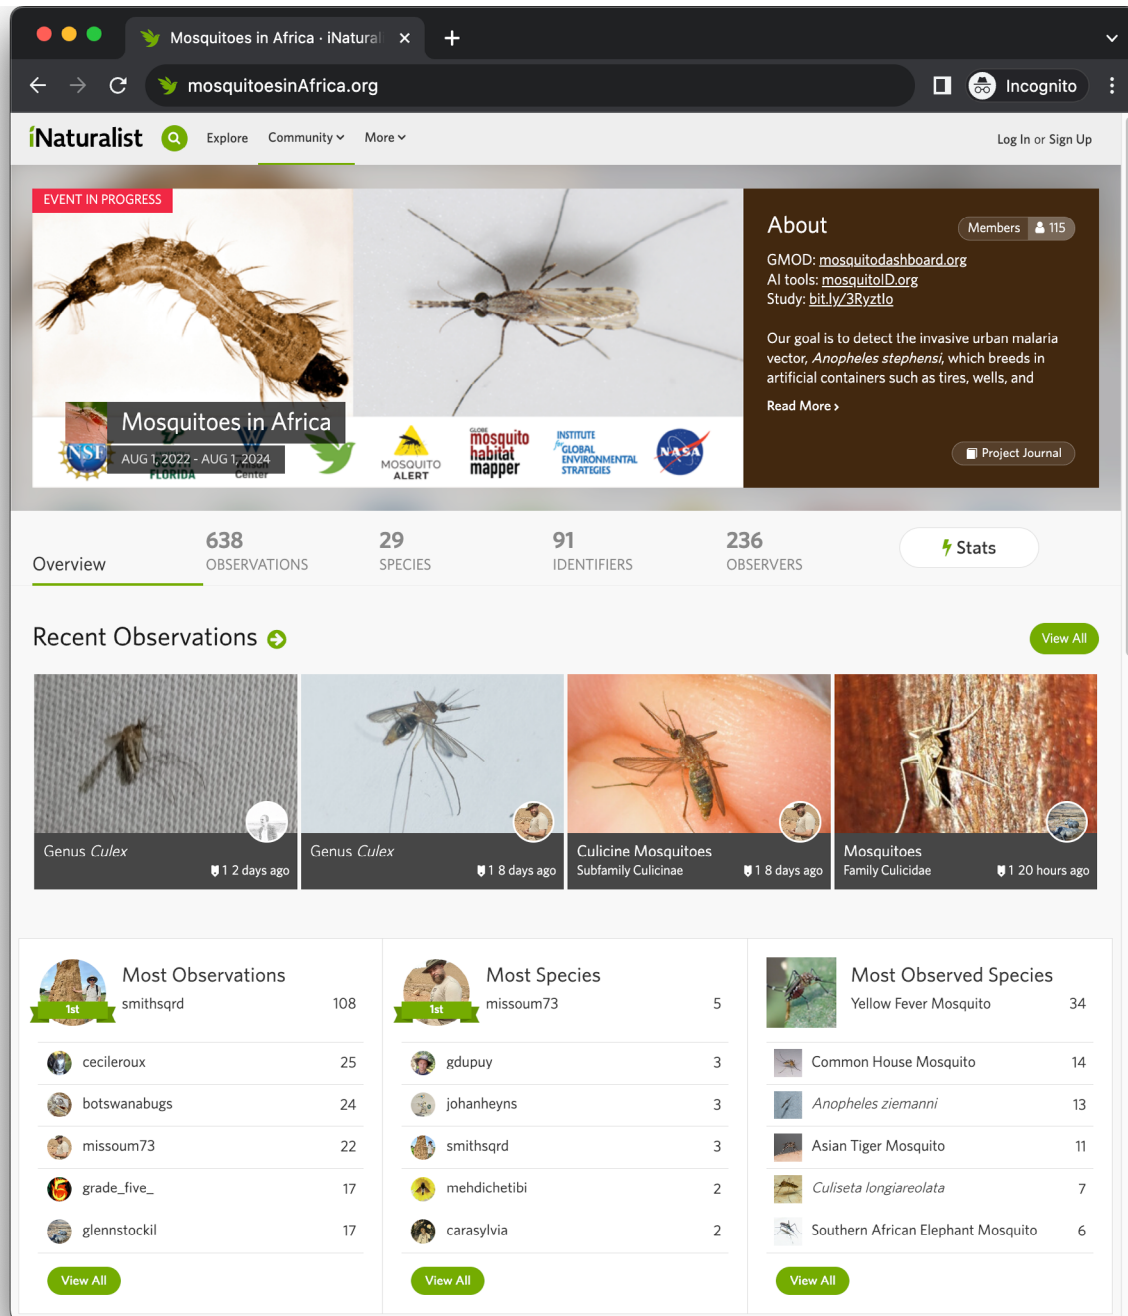 Mosquitoes in Africa · iNatural
mosquitoesinAfrica.org
Incognito
iNaturalist
Explore
Community
More
Log In or Sign Up
EVENT IN PROGRESS
Mosquitoes in Africa
AUG 1, 2022 - AUG 1, 2024
NSF
SOUTH
FLORIDA
Wilson
Center
MOSQUITO
ALERT
GLOBE
mosquito
habitat
mapper
INSTITUTE
for GLOBAL
ENVIRONMENTAL
STRATEGIES
NASA
About
Members 115
GMOD: mosquitodashboard.org
AI tools: mosquitoID.org
Study: bit.ly/3RyztIo
Our goal is to detect the invasive urban malaria
vector, Anopheles stephensi, which breeds in
artificial containers such as tires, wells, and
Read More
Project Journal
Overview
638
OBSERVATIONS
29
SPECIES
91
IDENTIFIERS
236
OBSERVERS
Stats
Recent Observations
View All
Genus Culex
1 2 days ago
Genus Culex
1 8 days ago
Culicine Mosquitoes
Subfamily Culicinae
1 8 days ago
Mosquitoes
Family Culicidae
1 20 hours ago
Most Observations
1st
smithsqrd 108
cecileroux 25
botswanabugs 24
missoum73 22
grade_five_ 17
glennstockil 17
View All
Most Species
1st
missoum73 5
gdupuy 3
johanheyns 3
smithsqrd 3
mehdichetibi 2
carasylvia 2
View All
Most Observed Species
Yellow Fever Mosquito 34
Common House Mosquito 14
Anopheles ziemanni 13
Asian Tiger Mosquito 11
Culiseta longiareolata 7
Southern African Elephant Mosquito 6
View All